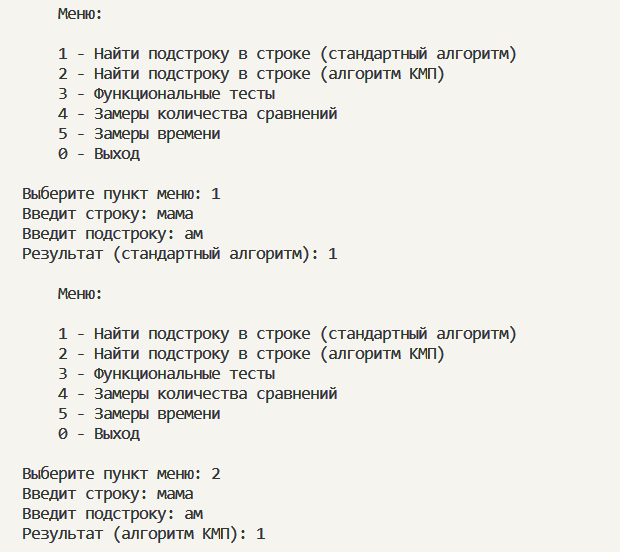 Меню:
1 - Найти подстроку в строке (стандартный алгоритм)
2 - Найти подстроку в строке (алгоритм КМП)
3 - Функциональные тесты
4 - Замеры количества сравнений
5 - Замеры времени
0 - Выход
Выберите пункт меню: 1
Введит строку: мама
Введит подстроку: ам
Результат (стандартный алгоритм): 1
Меню:
1 - Найти подстроку в строке (стандартный алгоритм)
2 - Найти подстроку в строке (алгоритм КМП)
3 - Функциональные тесты
4 - Замеры количества сравнений
5 - Замеры времени
0 - Выход
Выберите пункт меню: 2
Введит строку: мама
Введит подстроку: ам
Результат (алгоритм КМП): 1